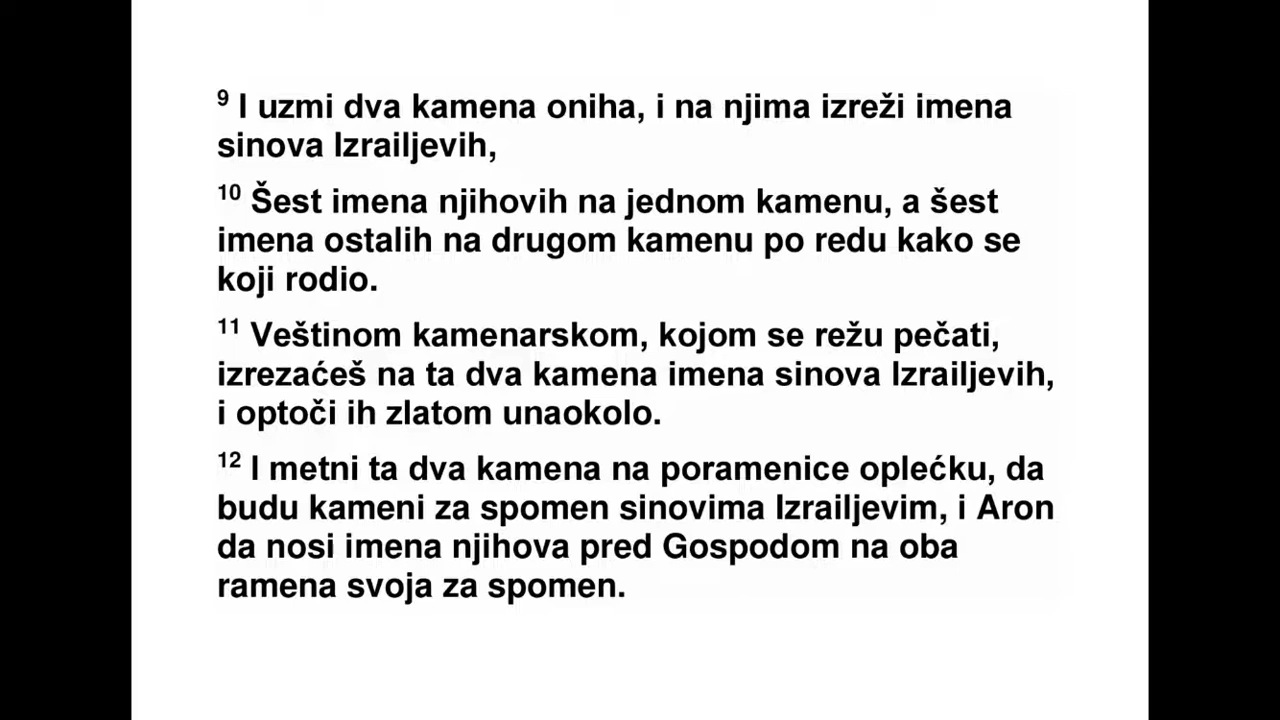 9 I uzmi dva kamena oniha, i na njima izreži imena
sinova Izrailjevih,
10 Šest imena njihovih na jednom kamenu, a šest
imena ostalih na drugom kamenu po redu kako se
koji rodio.
11 Veštinom kamenarskom, kojom se režu pečati,
izrezaćeš na ta dva kamena imena sinova Izrailjevih,
i optoči ih zlatom unaokolo.
12 I metni ta dva kamena na poramenice oplećku, da
budu kameni za spomen sinovima Izrailjevim, i Aron
da nosi imena njihova pred Gospodom na oba
ramena svoja za spomen.